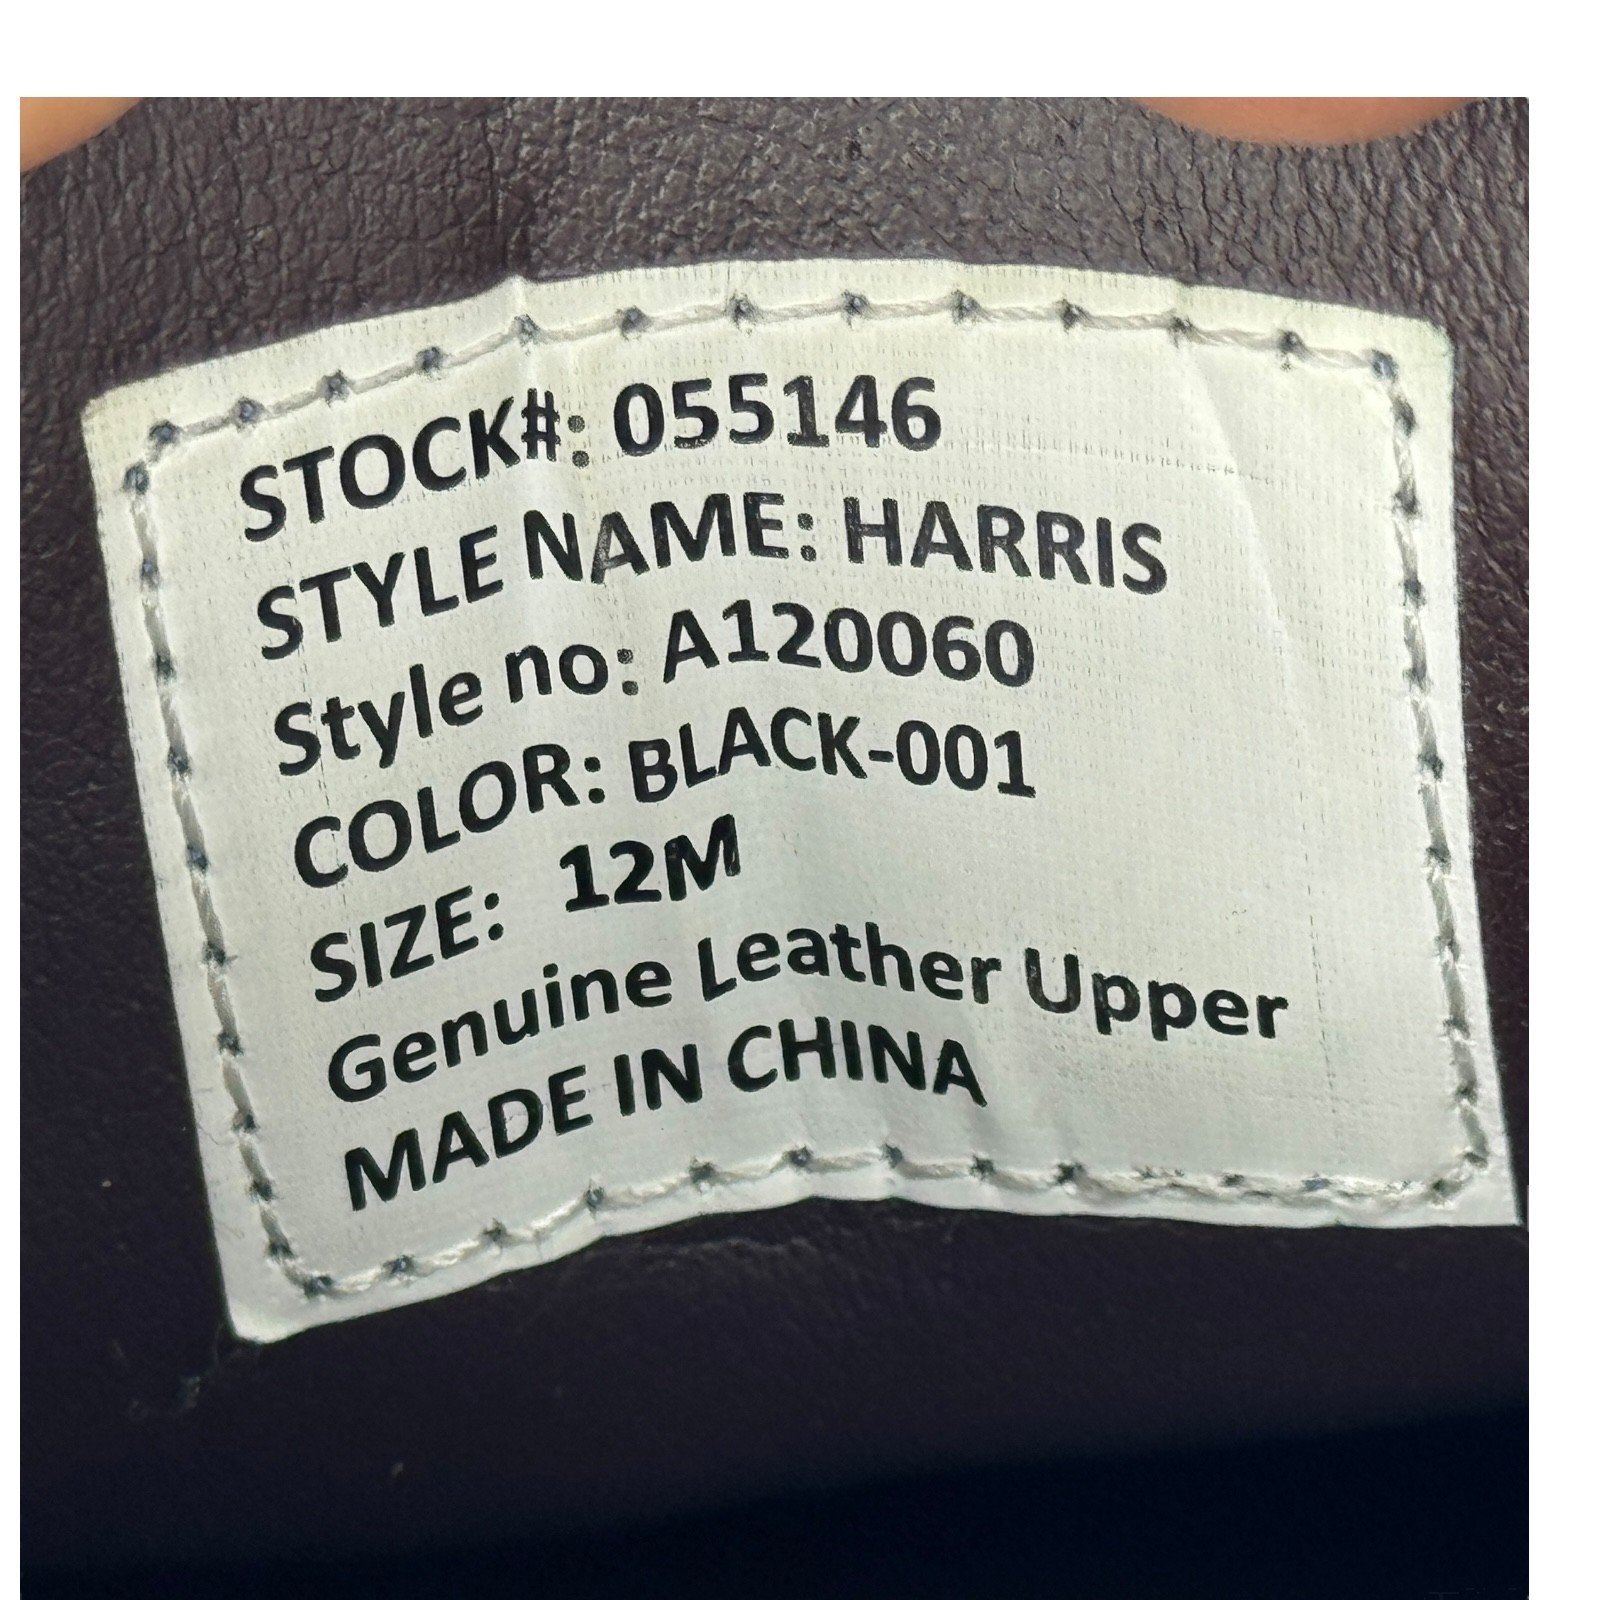 STOCK#: 055146
STYLE NAME: HARRIS
Style no: A120060
COLOR: BLACK-001
SIZE: 12M
Genuine Leather Upper
MADE IN CHINA